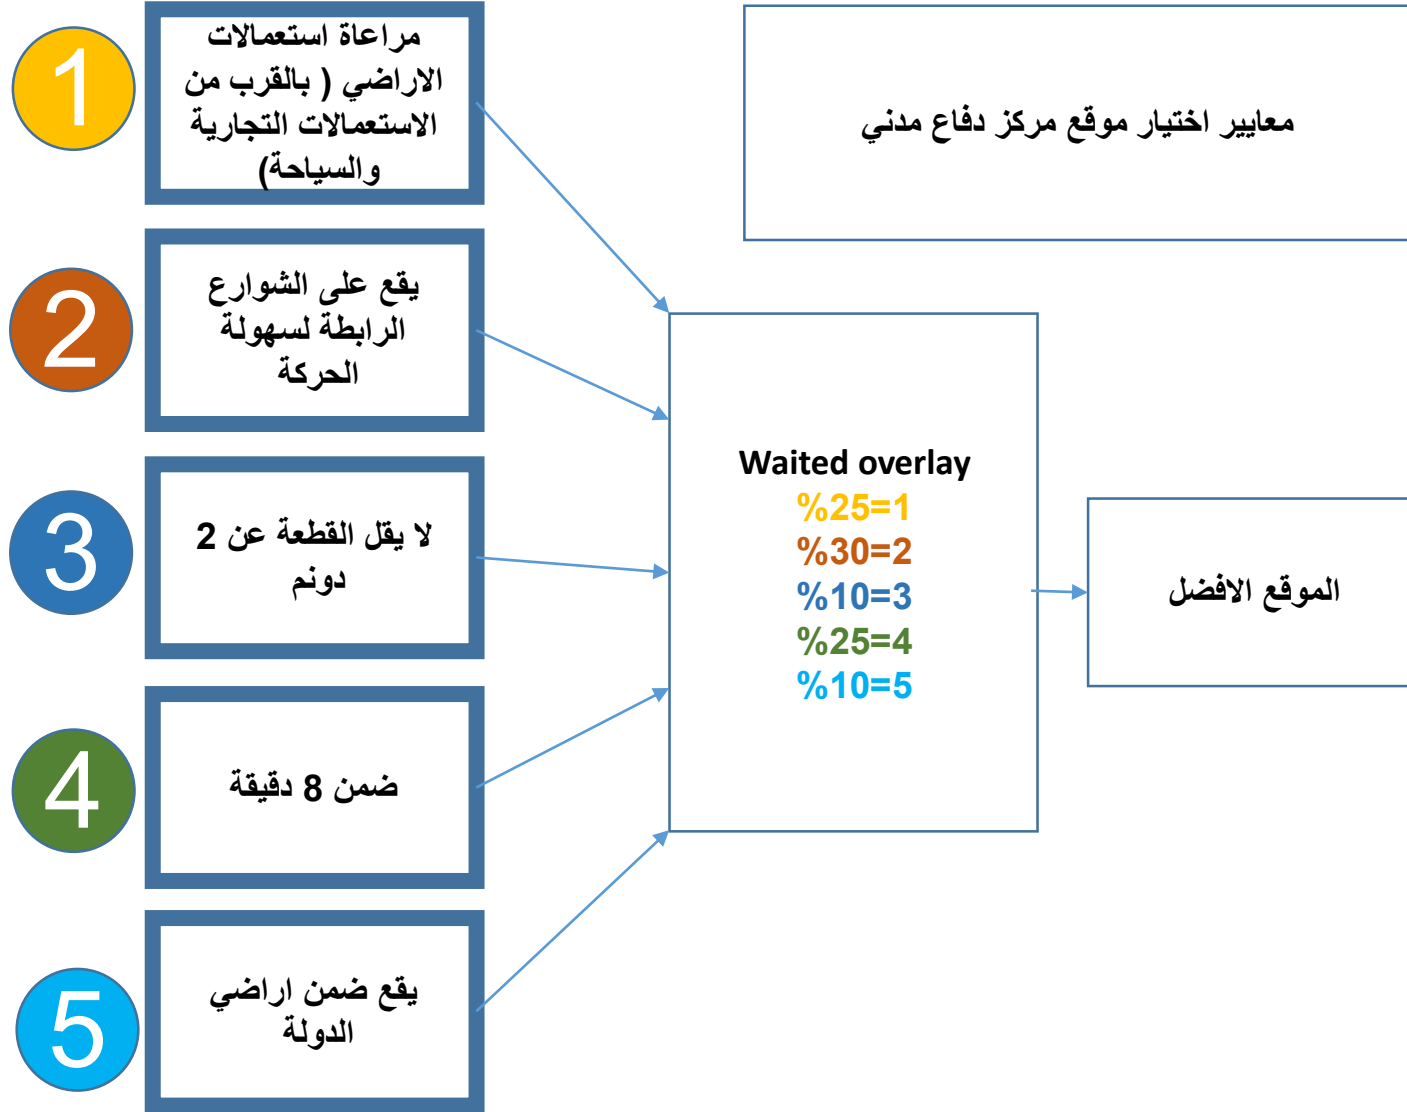 معايير اختيار موقع مركز دفاع مدني
1
مراعاة استعمالات
الاراضي ( بالقرب من
الاستعمالات التجارية
والسياحة)
2
يقع على الشوارع
الرابطة لسهولة
الحركة
3
لا يقل القطعة عن 2
دونم
4
ضمن 8 دقيقة
5
يقع ضمن اراضي
الدولة
Waited overlay
%25=1
%30=2
%10=3
%25=4
%10=5
الموقع الافضل